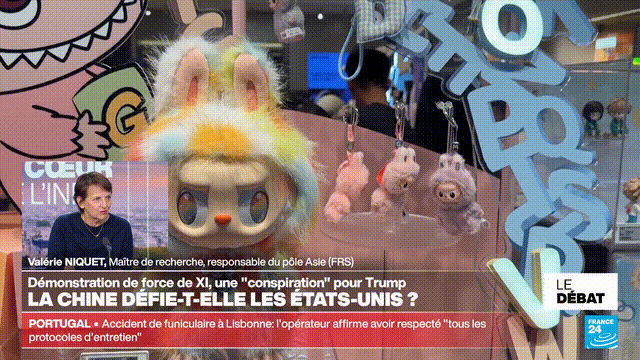 CŒUR
E L'IN
Valérie NIQUET, Maître de recherche, responsable du pôle Asie (FRS)
Démonstration de force de XI, une "conspiration" pour Trump
LA CHINE DÉFIE-T-ELLE LES ÉTATS-UNIS ?
LE
DÉBAT
PORTUGAL • Accident de funiculaire à Lisbonne: l'opérateur affirme avoir respecté "tous les
protocoles d'entretien"
FRANCE
24